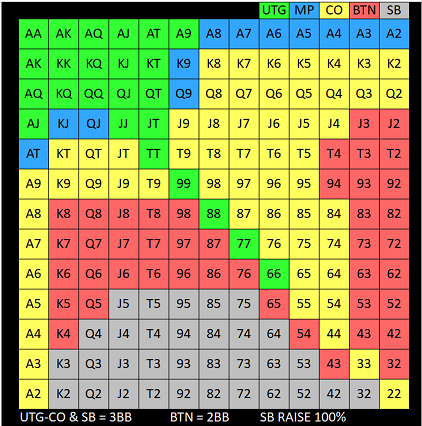 UTG MP CO BTN SB
AA AK AQ AJ AT A9 A8 A7 A6 A5 A4 A3 A2
AK KK KQ KJ KT K9 K8 K7 K6 K5 K4 K3 K2
AQ KQ QQ QJ QT Q9 Q8 Q7 Q6 Q5 Q4 Q3 Q2
AJ KJ QJ JJ JT J9 J8 J7 J6 J5 J4 J3 J2
AT KT QT JT TT T9 T8 T7 T6 T5 T4 T3 T2
A9 K9 Q9 J9 T9 99 98 97 96 95 94 93 92
A8 K8 Q8 J8 T8 98 88 87 86 85 84 83 82
A7 K7 Q7 J7 T7 97 87 77 76 75 74 73 72
A6 K6 Q6 J6 T6 96 86 76 66 65 64 63 62
A5 K5 Q5 J5 T5 95 85 75 65 55 54 53 52
A4 K4 Q4 J4 T4 94 84 74 64 54 44 43 42
A3 K3 Q3 J3 T3 93 83 73 63 53 43 33 32
A2 K2 Q2 J2 T2 92 82 72 62 52 42 32 22
UTG-CO & SB = 3BB BTN = 2BB SB RAISE 100%